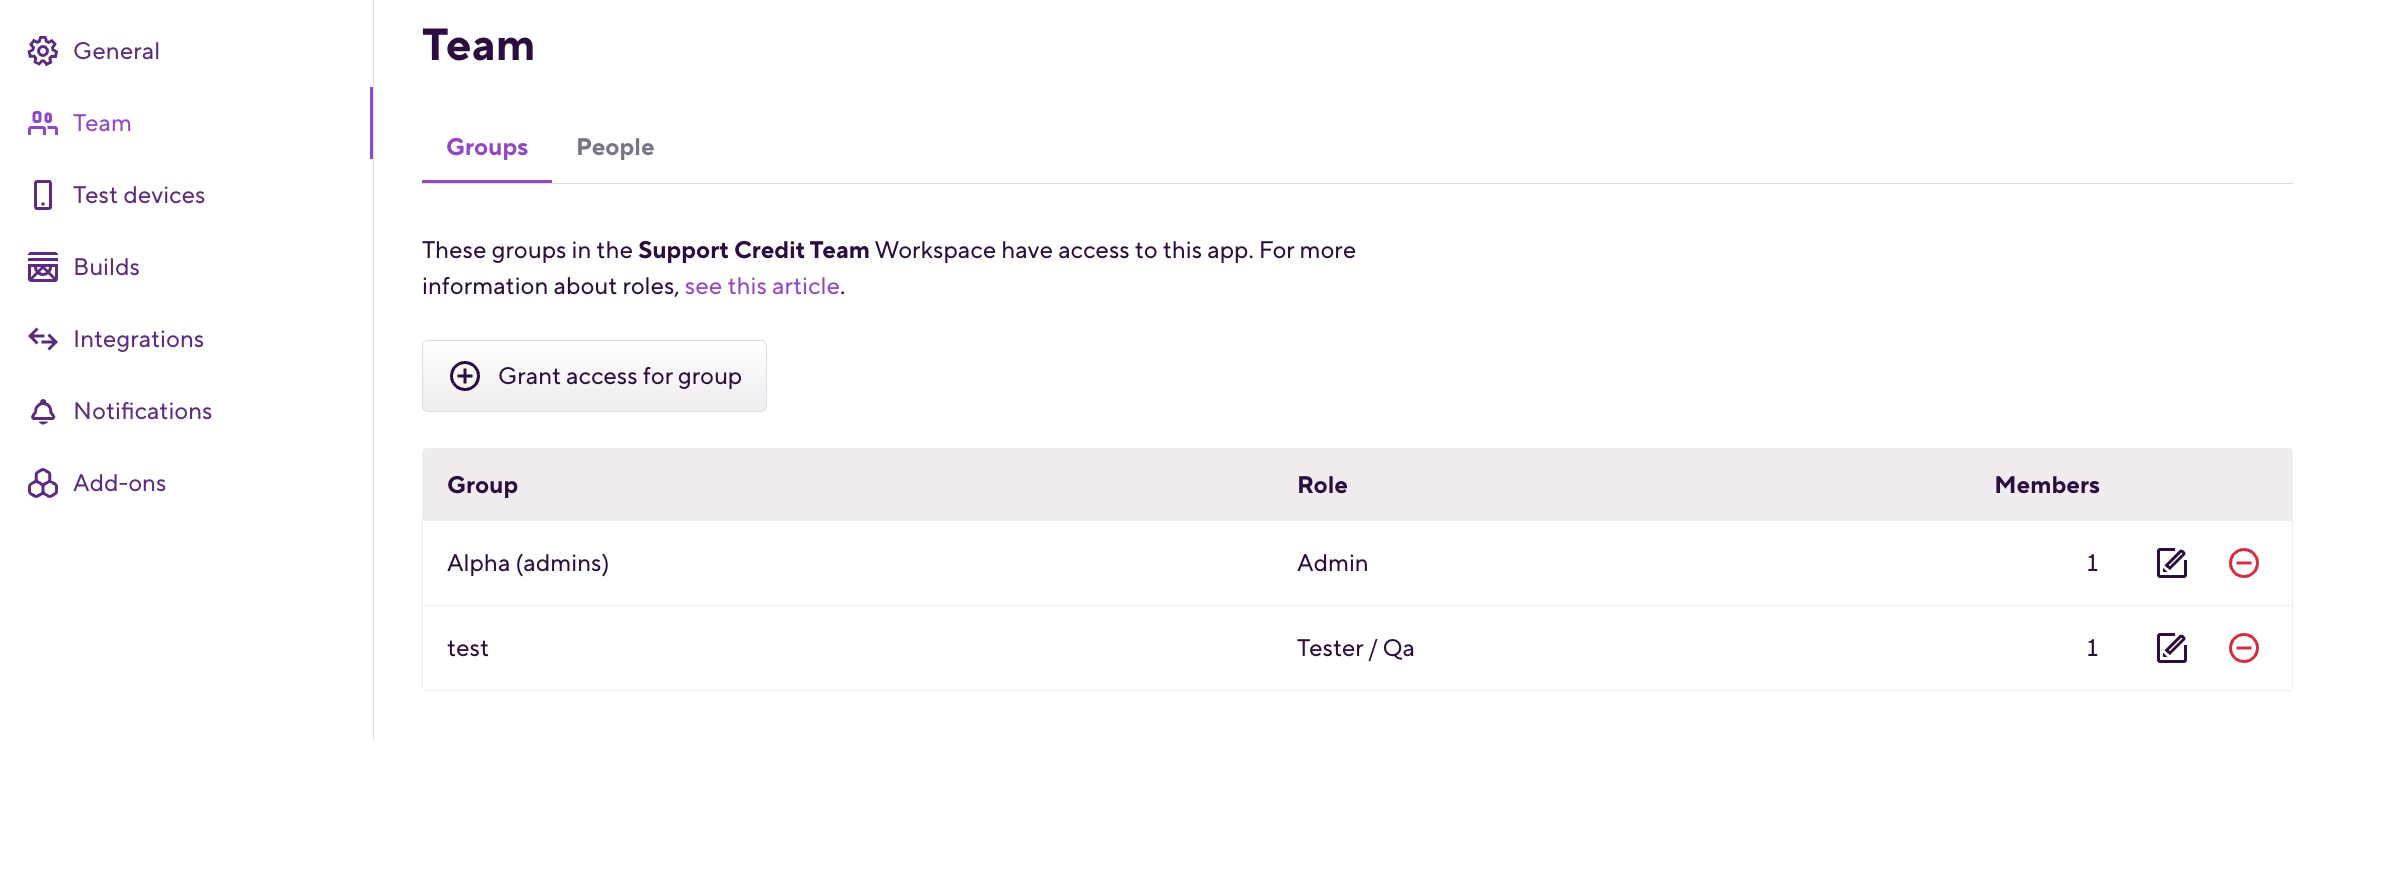 General
Team
Test devices
Builds
Integrations
Notifications
Add-ons
Team
Groups People
These groups in the Support Credit Team Workspace have access to this app. For more
information about roles, see this article.
Grant access for group
Group Role Members
Alpha (admins) Admin 1
test Tester / Qa 1